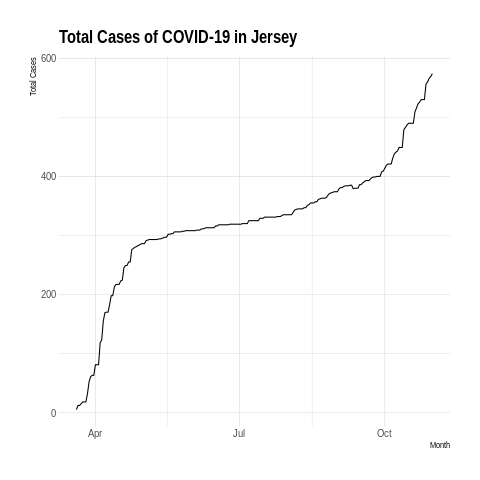 Total Cases of COVID-19 in Jersey
Total Cases
600
400
200
0
Apr
Jul
Oct
Month